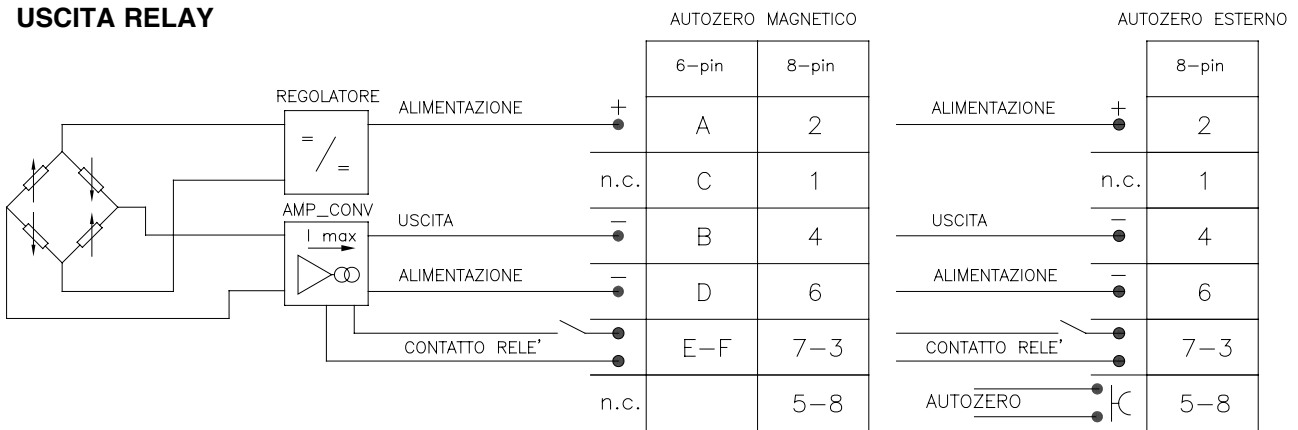 USCITA RELAY
AUTOZERO MAGNETICO
AUTOZERO ESTERNO
6-pin 8-pin
8-pin
REGOLATORE
= / =
ALIMENTAZIONE + A 2
ALIMENTAZIONE + 2
n.c. C 1
n.c. 1
AMP_CONV
I max
USCITA - B 4
USCITA - 4
ALIMENTAZIONE - D 6
ALIMENTAZIONE - 6
CONTATTO RELE' E-F 7-3
CONTATTO RELE' 7-3
n.c. 5-8
AUTOZERO 5-8